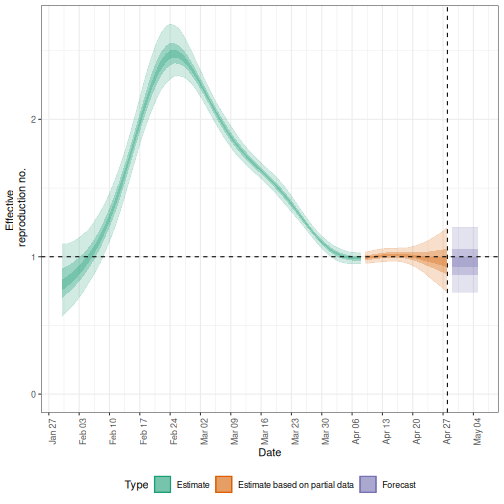 Effective
reproduction no.
2
1
0
Jan 27
Feb 03
Feb 10
Feb 17
Feb 24
Mar 02
Mar 09
Mar 16
Mar 23
Mar 30
Apr 06
Apr 13
Apr 20
Apr 27
May 04
Date
Type Estimate Estimate based on partial data Forecast